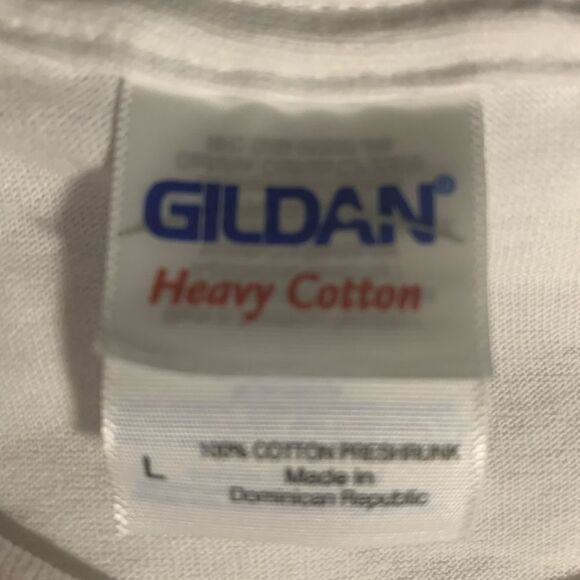 GILDAN®
Heavy Cotton
L
100% COTTON PRESHRUNK
Made in
Dominican Republic